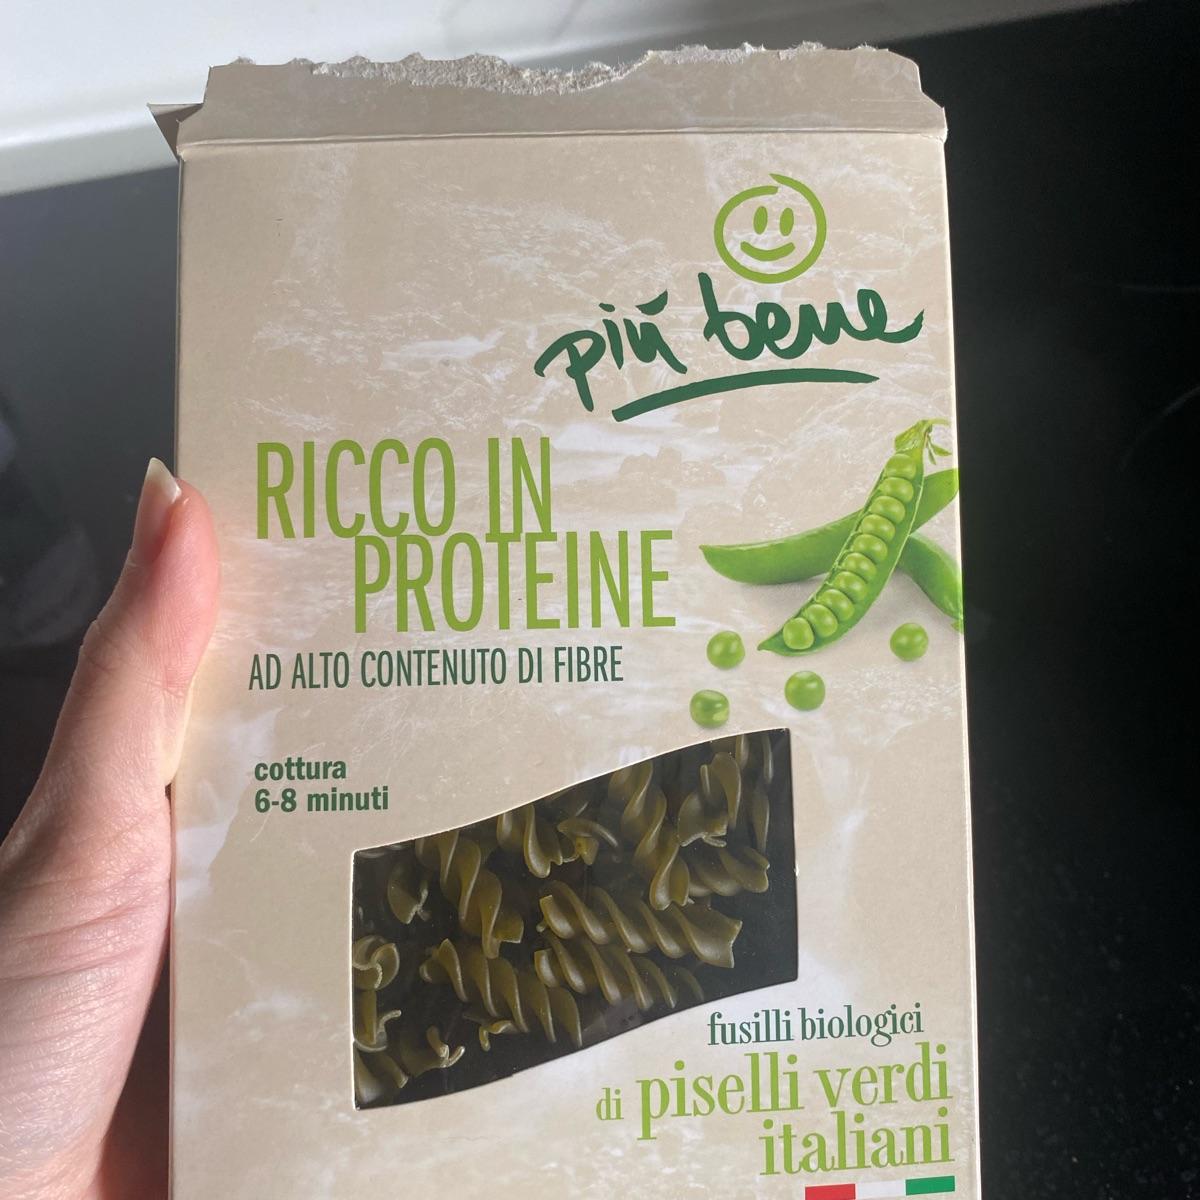 più bene
RICCO IN
PROTEINE
AD ALTO CONTENUTO DI FIBRE
cottura
6-8 minuti
fusilli biologici
di piselli verdi
italiani